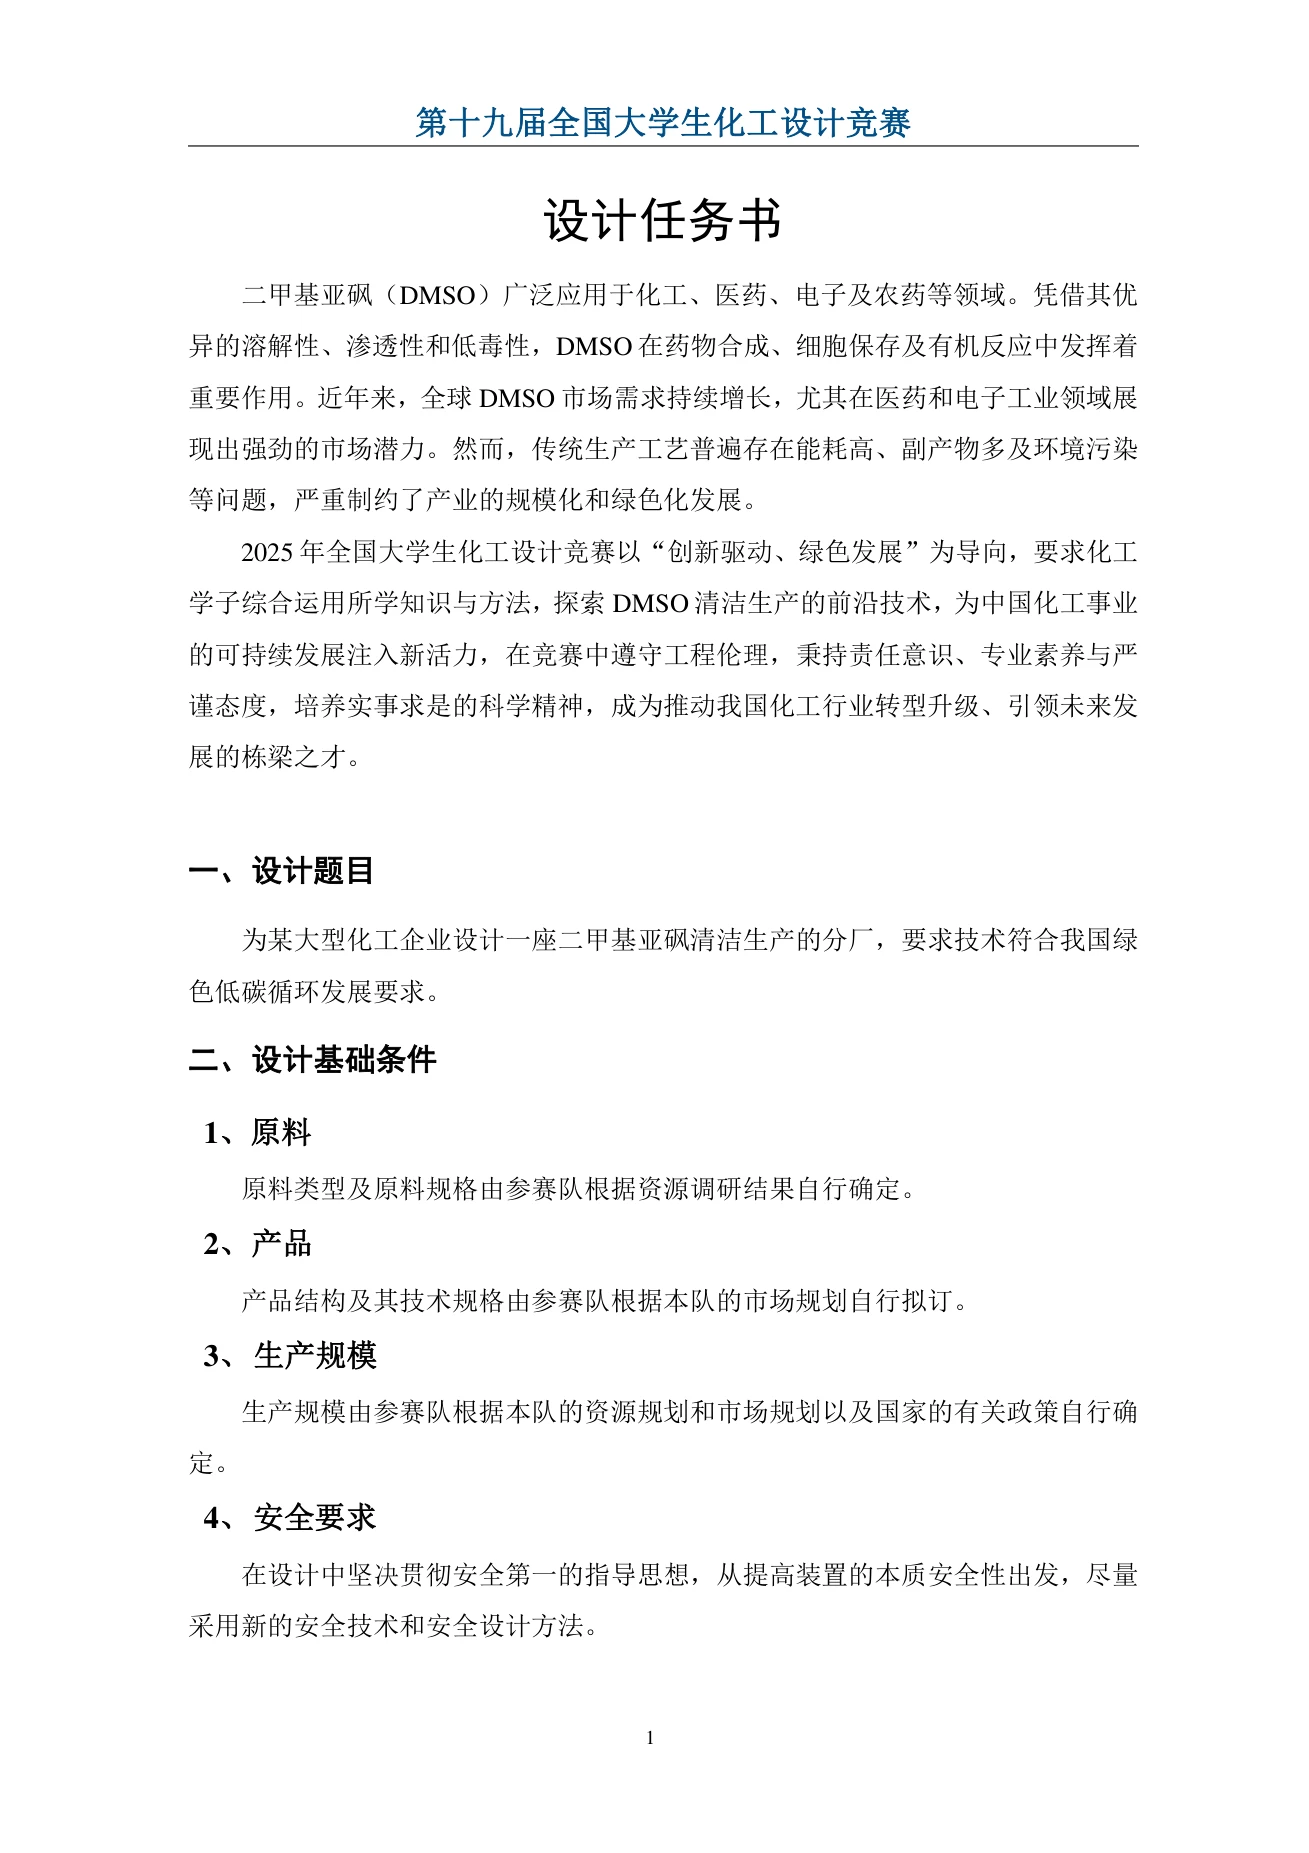 第十九届全国大学生化工设计竞赛
设计任务书
二甲基亚砜（DMSO）广泛应用于化工、医药、电子及农药等领域。凭借其优
异的溶解性、渗透性和低毒性，DMSO 在药物合成、细胞保存及有机反应中发挥着
重要作用。近年来，全球 DMSO 市场需求持续增长，尤其在医药和电子工业领域展
现出强劲的市场潜力。然而，传统生产工艺普遍存在能耗高、副产物多及环境污染
等问题，严重制约了产业的规模化和绿色化发展。
2025 年全国大学生化工设计竞赛以“创新驱动、绿色发展”为导向，要求化工
学子综合运用所学知识与方法，探索 DMSO 清洁生产的前沿技术，为中国化工事业
的可持续发展注入新活力，在竞赛中遵守工程伦理，秉持责任意识、专业素养与严
谨态度，培养实事求是的科学精神，成为推动我国化工行业转型升级、引领未来发
展的栋梁之才。
一、设计题目
为某大型化工企业设计一座二甲基亚砜清洁生产的分厂，要求技术符合我国绿
色低碳循环发展要求。
二、设计基础条件
1、原料
原料类型及原料规格由参赛队根据资源调研结果自行确定。
2、产品
产品结构及其技术规格由参赛队根据本队的市场规划自行拟订。
3、生产规模
生产规模由参赛队根据本队的资源规划和市场规划以及国家的有关政策自行确
定。
4、安全要求
在设计中坚决贯彻安全第一的指导思想，从提高装置的本质安全性出发，尽量
采用新的安全技术和安全设计方法。
1